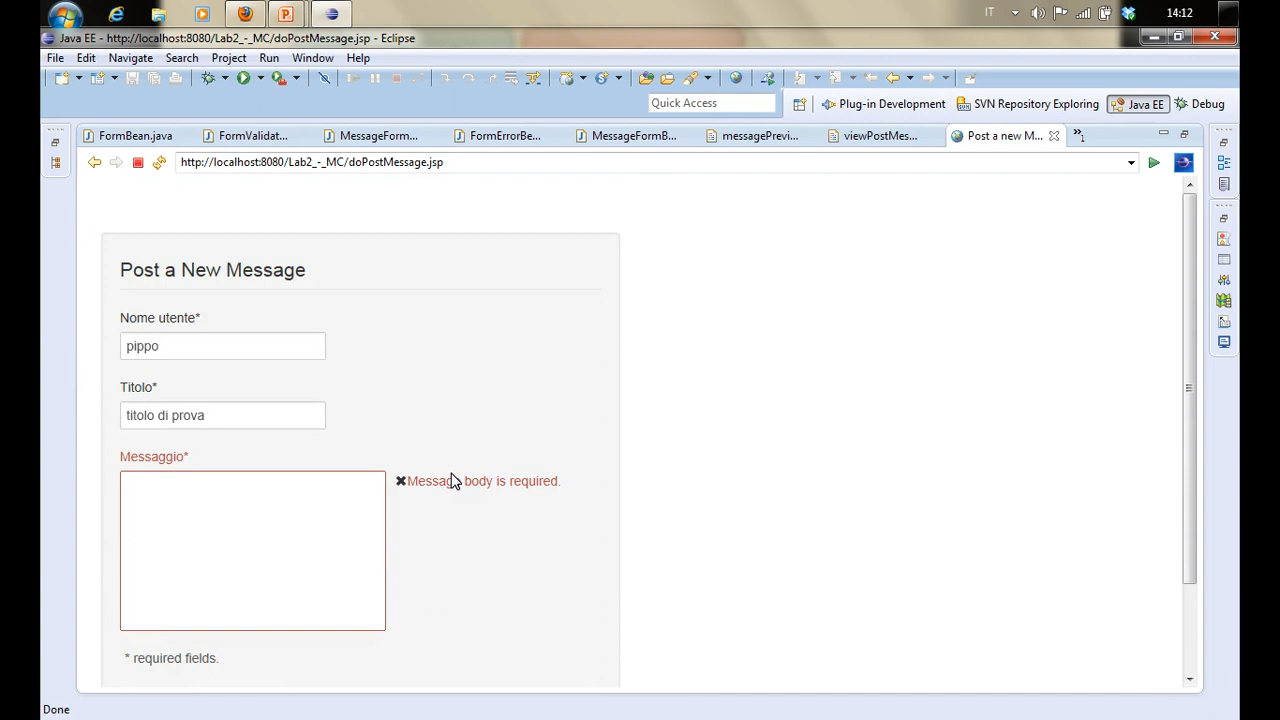 IT 14:12
Java EE - http://localhost:8080/Lab2_-_MC/doPostMessage.jsp - Eclipse
File Edit Navigate Search Project Run Window Help
Quick Access Plug-in Development SVN Repository Exploring Java EE Debug
FormBean.java FormValidat... MessageForm... FormErrorBe... MessageFormB... messagePrevi... viewPostMes... Post a new M... »1
http://localhost:8080/Lab2_-_MC/doPostMessage.jsp
Post a New Message
Nome utente*
pippo
Titolo*
titolo di prova
Messaggio*
Message body is required.
* required fields.
Done